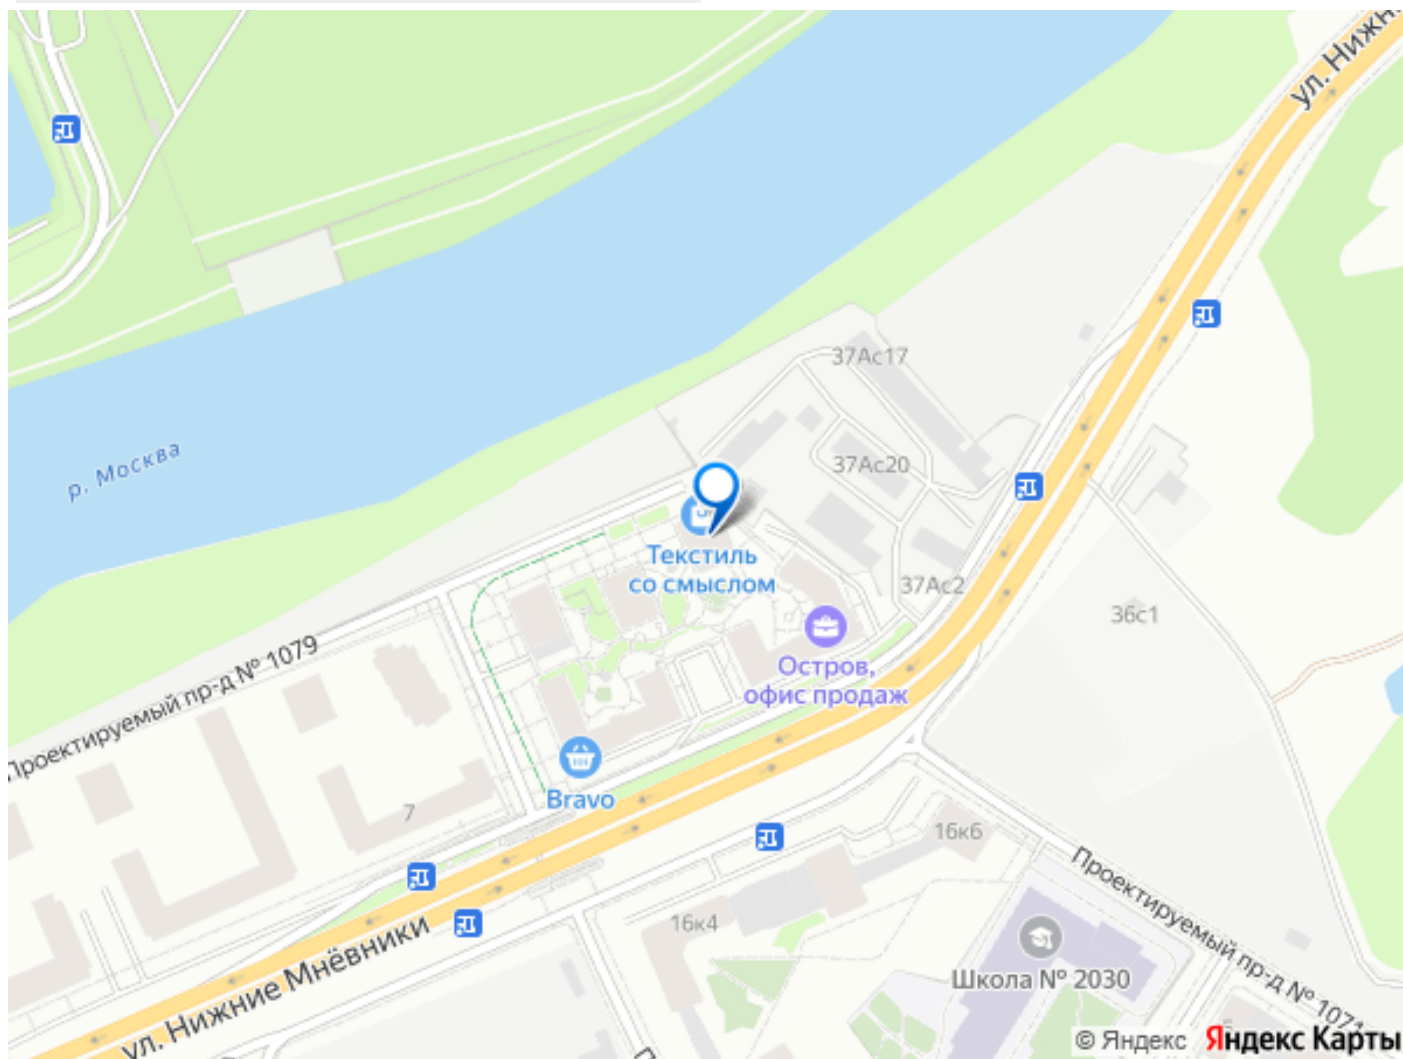 ул. Нижн
37Ас17
р. Москва
37Ас20
Текстиль
со смыслом
37Ас2
36с1
Проектируемый пр-д № 1079
Остров,
офис продаж
Bravo
7
16к6
Проектируемый пр-д № 1071
16к4
ул. Нижние Мнёвники
Школа № 2030
© Яндекс Яндекс Карты